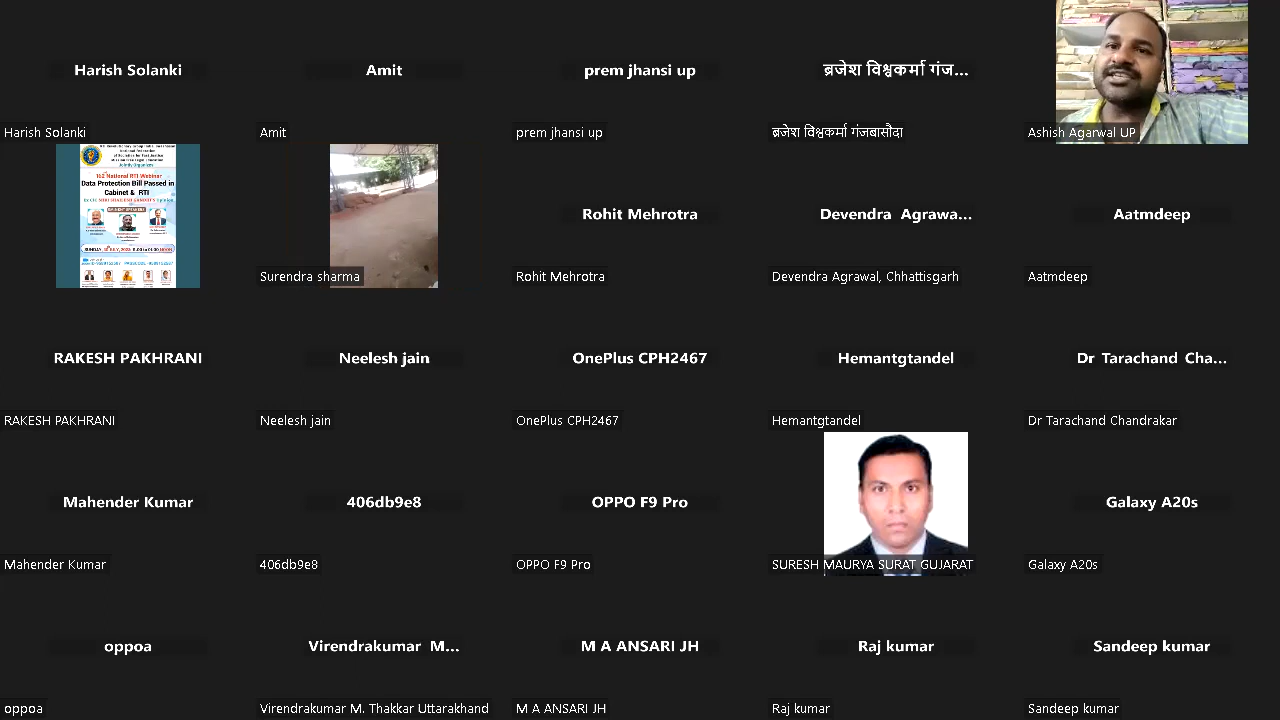 Harish Solanki
Amit
prem jhansi up
ब्रजेश विश्वकर्मा गंज...
Harish Solanki
Amit
prem jhansi up
ब्रजेश विश्वकर्मा गंजबासौदा
Ashish Agarwal UP
162 National RTI Webinar
Data Protection Bill Passed in
Cabinet & RTI
Rohit Mehrotra
Devendra Agrawa...
Aatmdeep
Surendra sharma
Rohit Mehrotra
Devendra Agrawal, Chhattisgarh
Aatmdeep
RAKESH PAKHRANI
Neelesh jain
OnePlus CPH2467
Hemantgtandel
Dr Tarachand Cha...
RAKESH PAKHRANI
Neelesh jain
OnePlus CPH2467
Hemantgtandel
Dr Tarachand Chandrakar
Mahender Kumar
406db9e8
OPPO F9 Pro
Galaxy A20s
Mahender Kumar
406db9e8
OPPO F9 Pro
SURESH MAURYA SURAT GUJARAT
Galaxy A20s
oppoa
Virendrakumar M...
M A ANSARI JH
Raj kumar
Sandeep kumar
oppoa
Virendrakumar M. Thakkar Uttarakhand
M A ANSARI JH
Raj kumar
Sandeep kumar